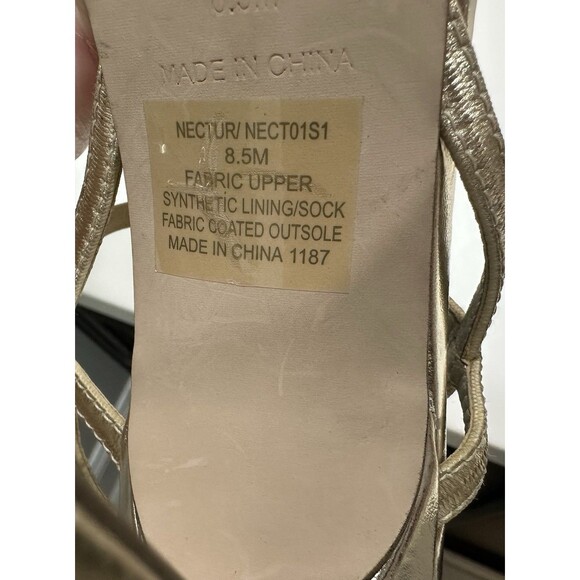 MADE IN CHINA
NECTUR/ NECT01S1
8.5M
FABRIC UPPER
SYNTHETIC LINING/SOCK
FABRIC COATED OUTSOLE
MADE IN CHINA 1187